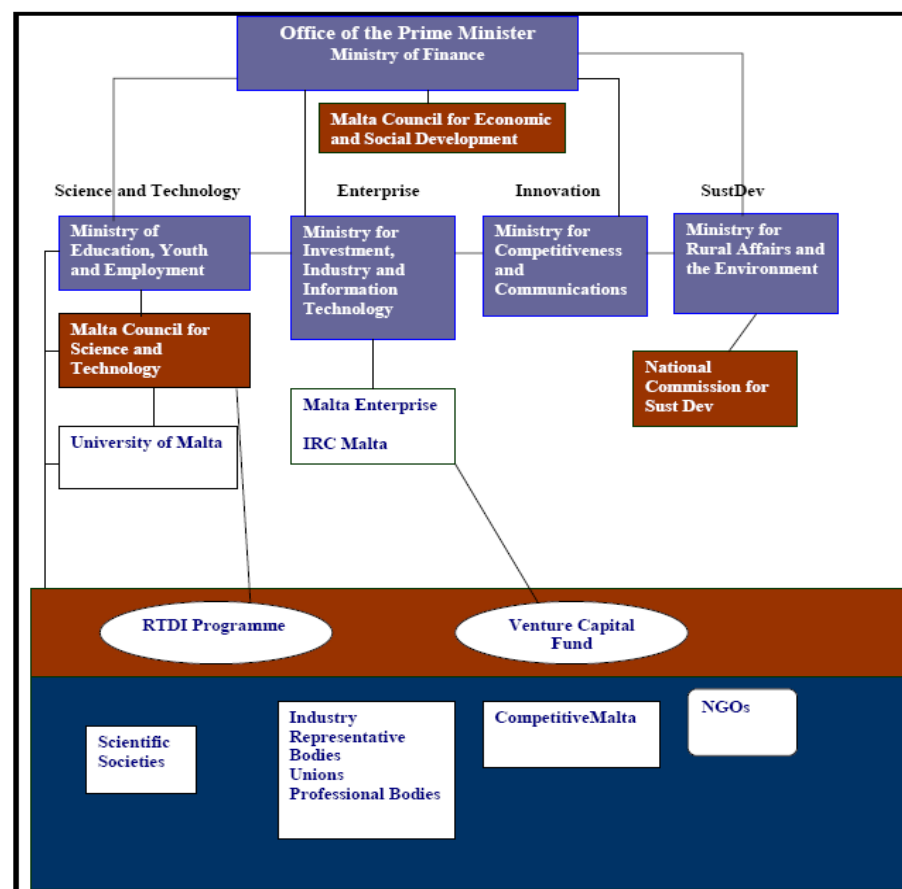 Office of the Prime Minister
Ministry of Finance
Malta Council for Economic
and Social Development
Science and Technology
Enterprise
Innovation
SustDev
Ministry of
Education, Youth
and Employment
Ministry for
Investment,
Industry and
Information
Technology
Ministry for
Competitiveness
and
Communications
Ministry for
Rural Affairs and
the Environment
Malta Council for
Science and
Technology
National
Commission for
Sust Dev
Malta Enterprise
IRC Malta
University of Malta
RTDI Programme
Venture Capital
Fund
Scientific
Societies
Industry
Representative
Bodies
Unions
Professional Bodies
CompetitiveMalta
NGOs